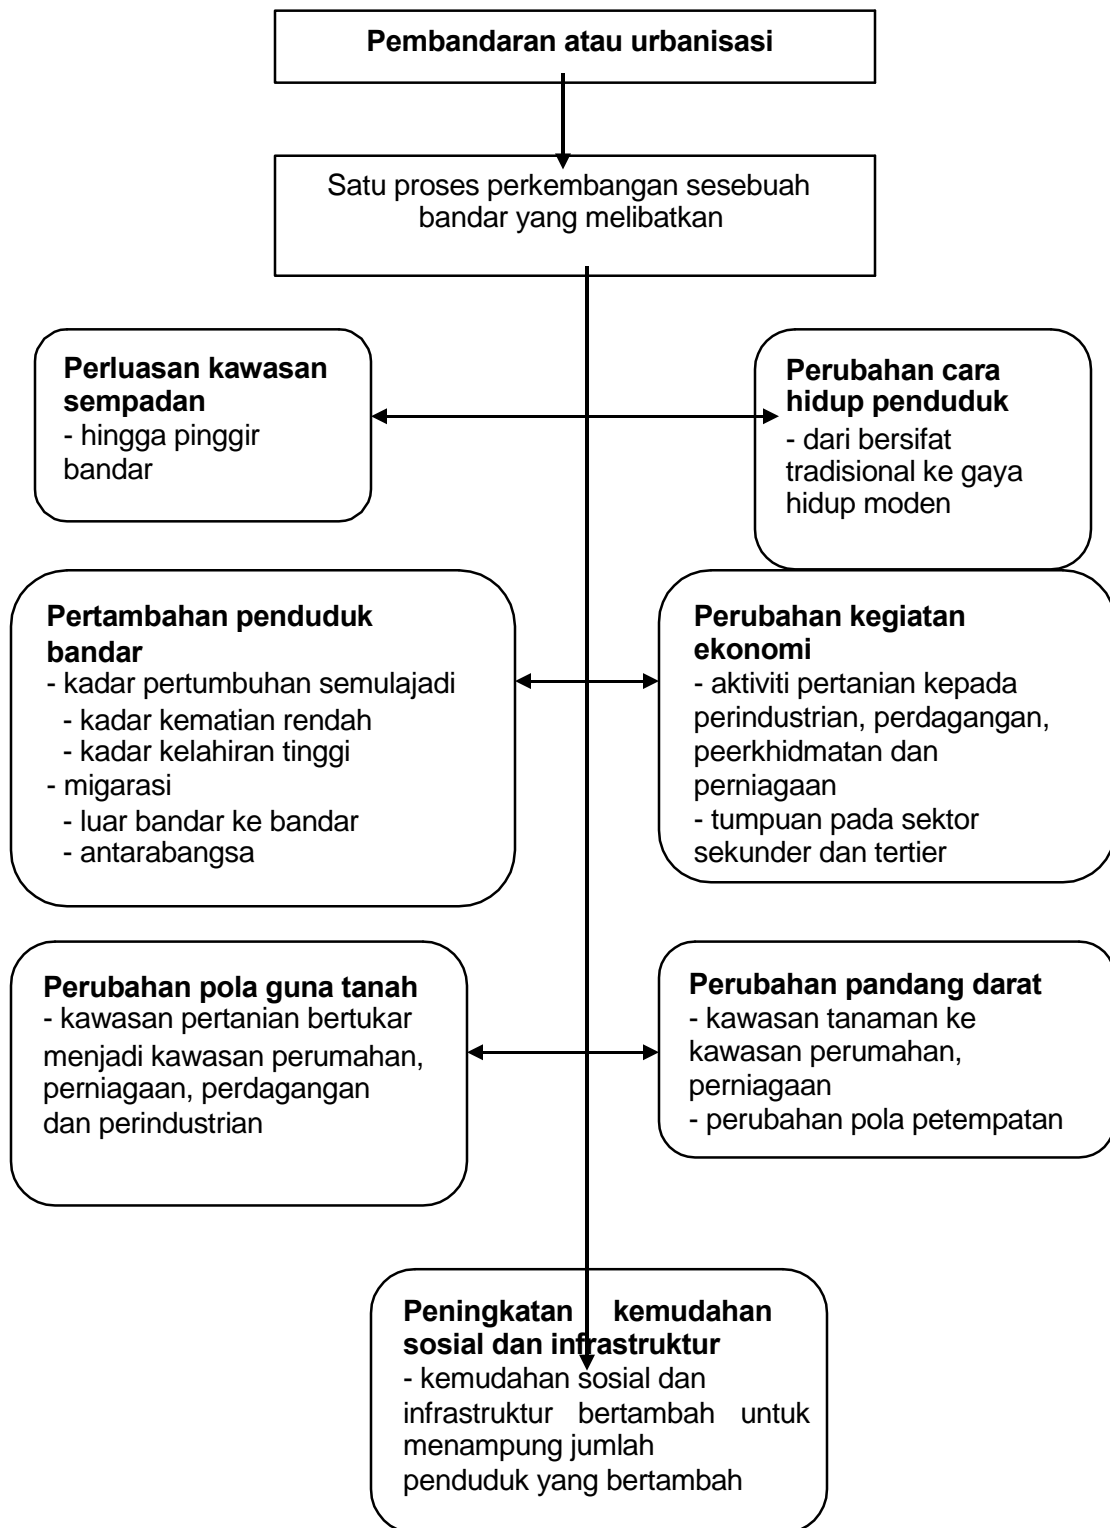 Pembandaran atau urbanisasi
Satu proses perkembangan sesebuah
bandar yang melibatkan
Perluasan kawasan
sempadan
- hingga pinggir
bandar
Perubahan cara
hidup penduduk
- dari bersifat
tradisional ke gaya
hidup moden
Pertambahan penduduk
bandar
- kadar pertumbuhan semulajadi
- kadar kematian rendah
- kadar kelahiran tinggi
- migarasi
- luar bandar ke bandar
- antarabangsa
Perubahan kegiatan
ekonomi
- aktiviti pertanian kepada
perindustrian, perdagangan,
peerkhidmatan dan
perniagaan
- tumpuan pada sektor
sekunder dan tertier
Perubahan pola guna tanah
- kawasan pertanian bertukar
menjadi kawasan perumahan,
perniagaan, perdagangan
dan perindustrian
Perubahan pandang darat
- kawasan tanaman ke
kawasan perumahan,
perniagaan
- perubahan pola petempatan
Peningkatan kemudahan
sosial dan infrastruktur
- kemudahan sosial dan
infrastruktur bertambah untuk
menampung jumlah
penduduk yang bertambah